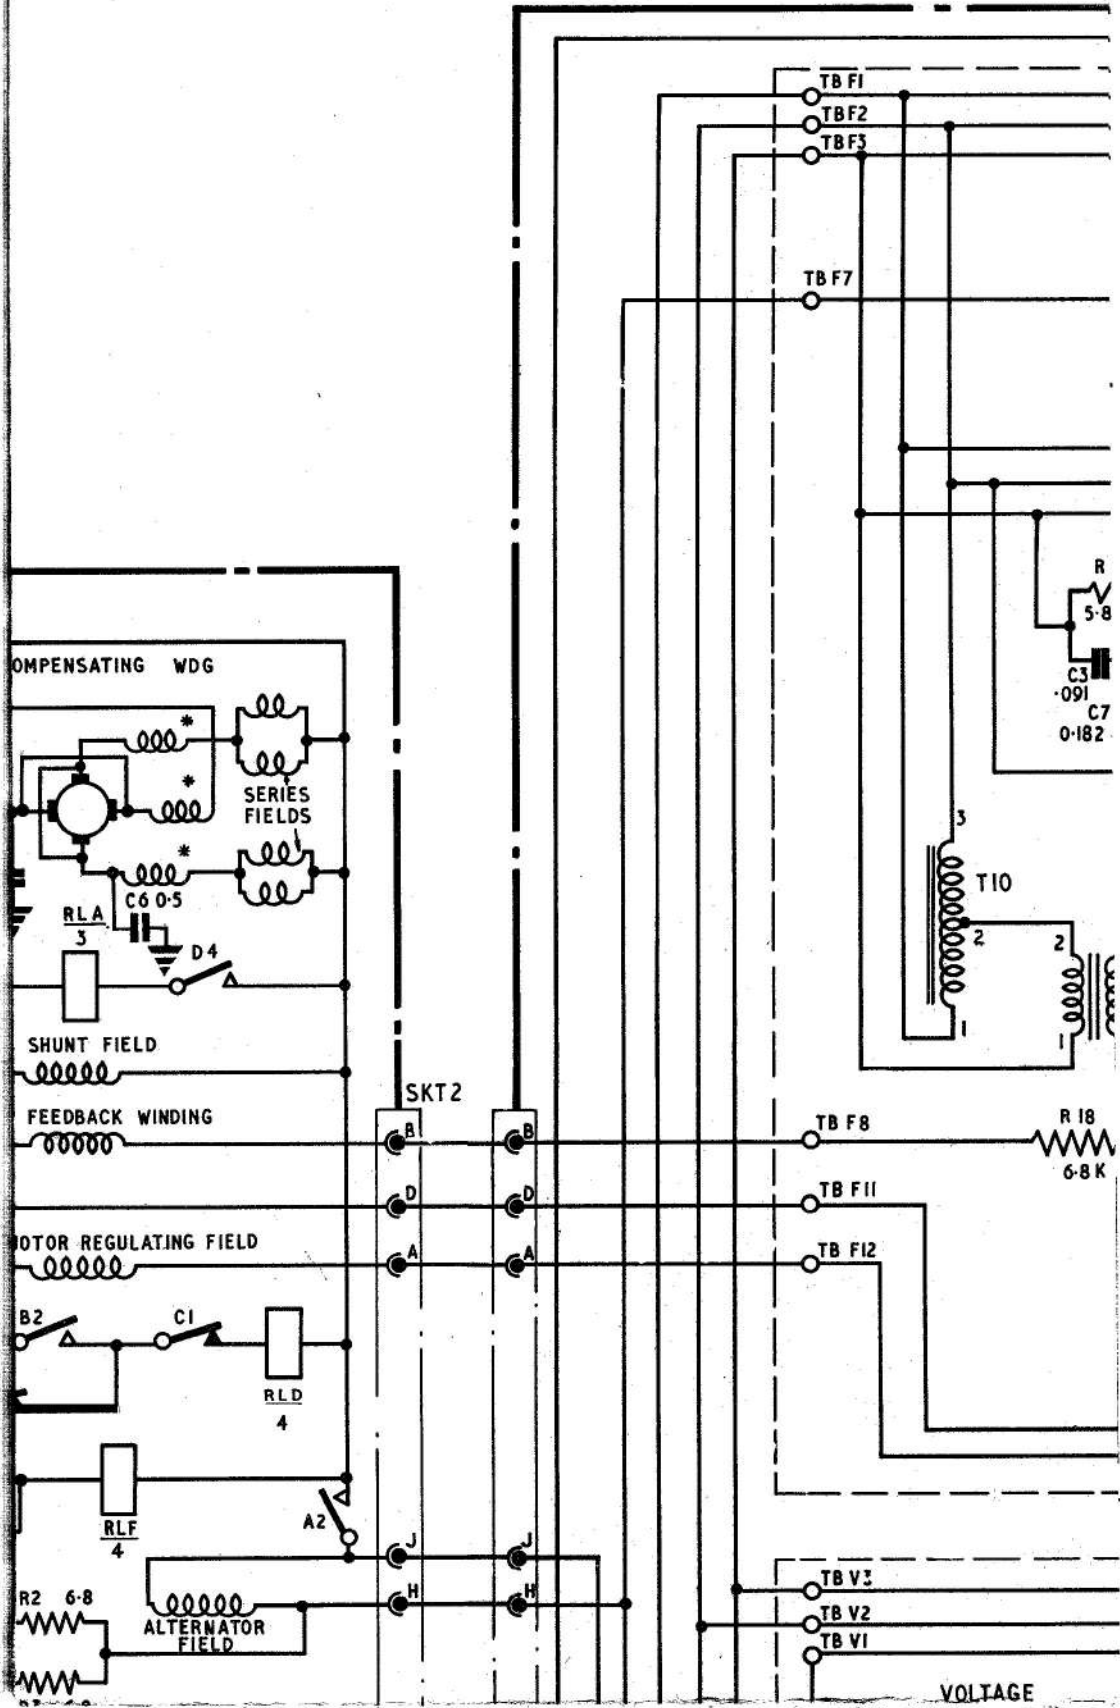 TB F1
TB F2
TB F3
TB F7
R
5·8
C3
·091
C7
0·182
OMPENSATING WDG
*
*
SERIES
FIELDS
*
C6 0·5
RLA
3
D4
3
T10
2
2
1
1
SHUNT FIELD
SKT2
FEEDBACK WINDING
B
B
TB F8
R 18
6·8 K
D
D
TB F11
OTOR REGULATING FIELD
A
A
TB F12
B2
C1
RLD
4
A2
RLF
4
J
J
R2 6·8
H
H
TB V3
ALTERNATOR
FIELD
TB V2
TB V1
VOLTAGE